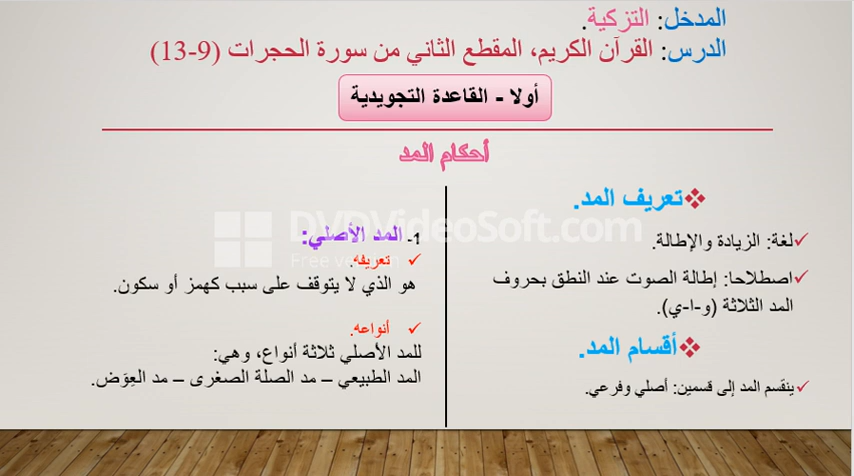 المدخل: التزكية.
الدرس: القرآن الكريم، المقطع الثاني من سورة الحجرات (9-13)
أولا - القاعدة التجويدية
أحكام المد
تعريف المد.
لغة: الزيادة والإطالة.
اصطلاحا: إطالة الصوت عند النطق بحروف
المد الثلاثة (و-ا-ي).
أقسام المد.
ينقسم المد إلى قسمين: أصلي وفرعي.
1- المد الأصلي:
تعريفه.
هو الذي لا يتوقف على سبب كهمز أو سكون.
أنواعه.
للمد الأصلي ثلاثة أنواع، وهي:
المد الطبيعي – مد الصلة الصغرى – مد العِوَض.
DVDVideoSoft.com
Free version